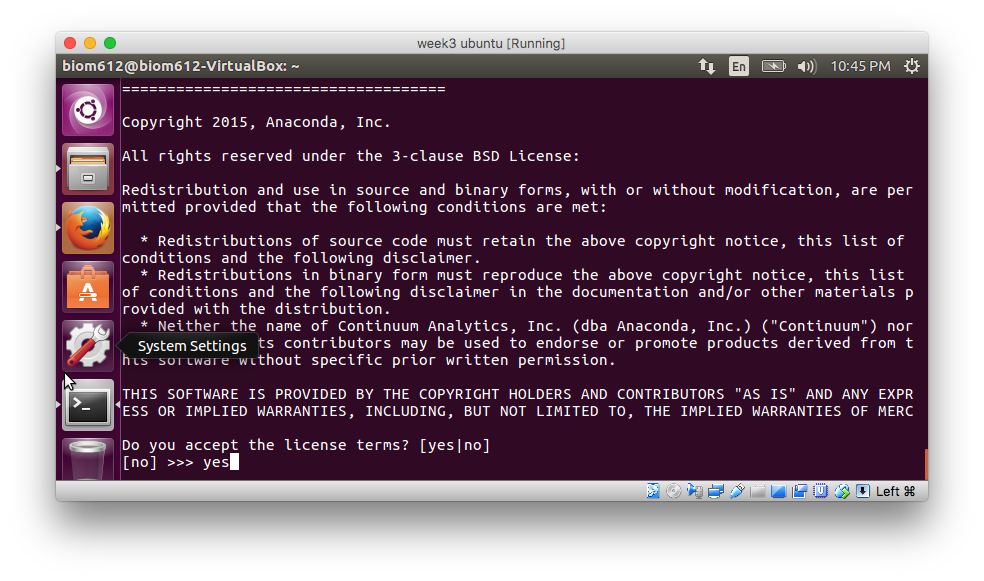 week3 ubuntu [Running]
biom612@biom612-VirtualBox: ~ En 10:45 PM
====================================
Copyright 2015, Anaconda, Inc.
All rights reserved under the 3-clause BSD License:
Redistribution and use in source and binary forms, with or without modification, are per
mitted provided that the following conditions are met:
* Redistributions of source code must retain the above copyright notice, this list of
conditions and the following disclaimer.
* Redistributions in binary form must reproduce the above copyright notice, this list
of conditions and the following disclaimer in the documentation and/or other materials p
rovided with the distribution.
* Neither the name of Continuum Analytics, Inc. (dba Anaconda, Inc.) ("Continuum") nor
System Settings
ts contributors may be used to endorse or promote products derived from t
his software without specific prior written permission.
THIS SOFTWARE IS PROVIDED BY THE COPYRIGHT HOLDERS AND CONTRIBUTORS "AS IS" AND ANY EXPR
ESS OR IMPLIED WARRANTIES, INCLUDING, BUT NOT LIMITED TO, THE IMPLIED WARRANTIES OF MERC
Do you accept the license terms? [yes|no]
[no] >>> yes
Left ⌘